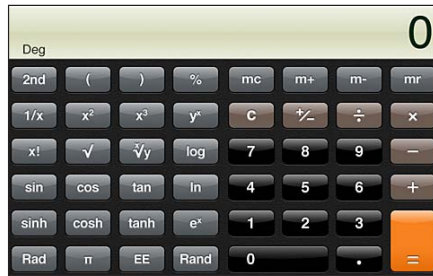 0
Deg
2nd ( ) % mc m+ m- mr
1/x x² x³ yˣ C +/− ÷ ×
x! √ ˣ√y log 7 8 9 −
sin cos tan ln 4 5 6 +
sinh cosh tanh eˣ 1 2 3
Rad π EE Rand 0 . =